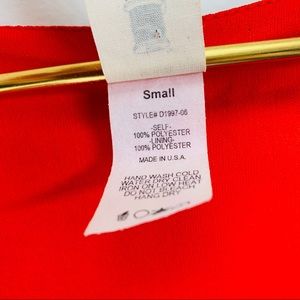 Small
STYLE# D1997-06
-SELF-
100% POLYESTER
-LINING-
100% POLYESTER
MADE IN U.S.A.
HAND WASH COLD
WATER DRY CLEAN
IRON ON LOW HEAT
DO NOT BLEACH
HANG DRY